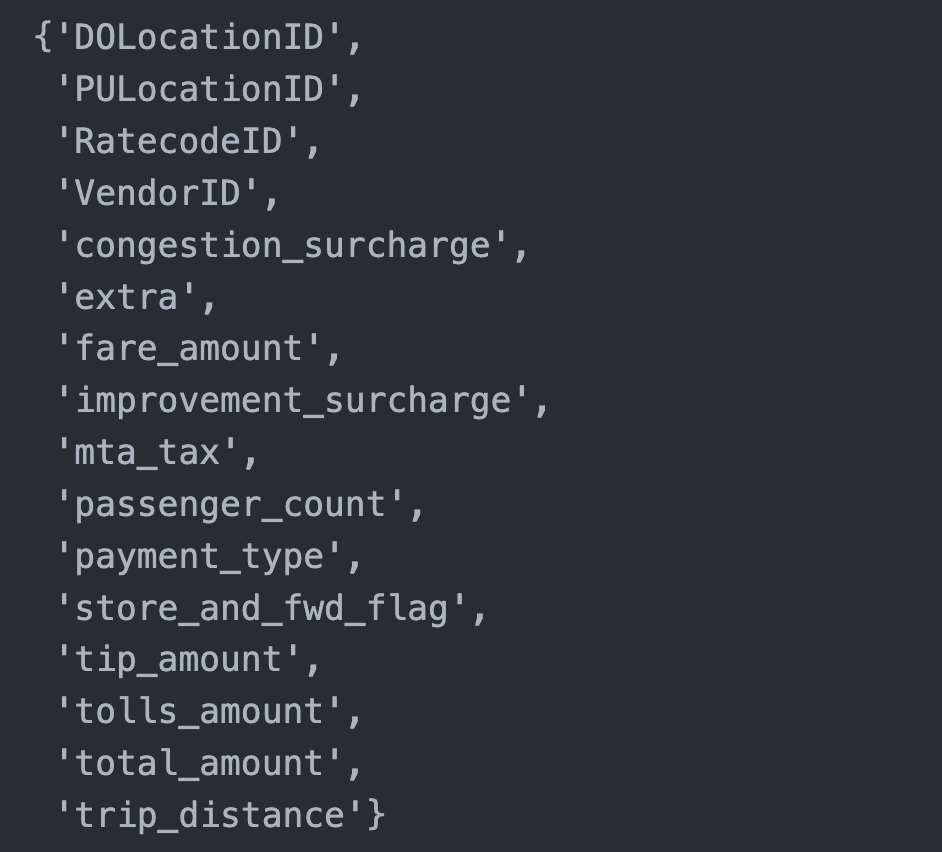 {'DOLocationID',
'PULocationID',
'RatecodeID',
'VendorID',
'congestion_surcharge',
'extra',
'fare_amount',
'improvement_surcharge',
'mta_tax',
'passenger_count',
'payment_type',
'store_and_fwd_flag',
'tip_amount',
'tolls_amount',
'total_amount',
'trip_distance'}